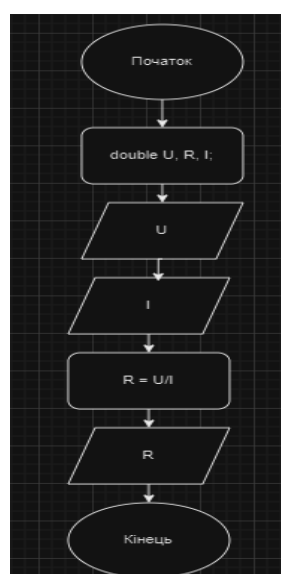 Початок
double U, R, I;
U
I
R = U/I
R
Кінець